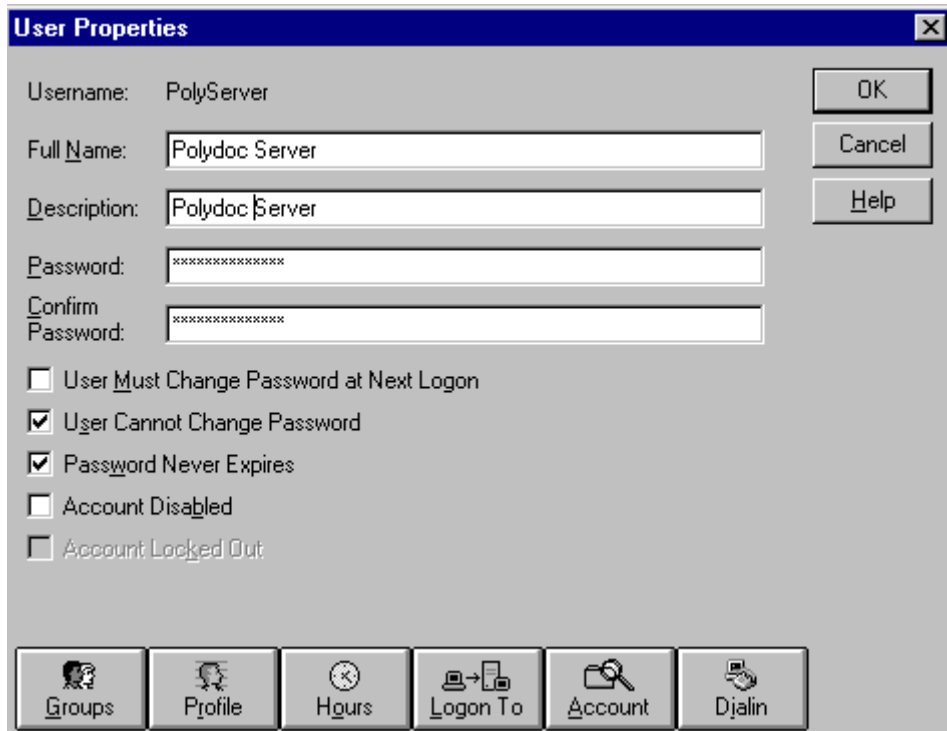 User Properties
Username: PolyServer
OK
Full Name: Polydoc Server
Cancel
Description: Polydoc Server
Help
Password: **************
Confirm
Password: **************
User Must Change Password at Next Logon
User Cannot Change Password
Password Never Expires
Account Disabled
Account Locked Out
Groups Profile Hours Logon To Account Dialin